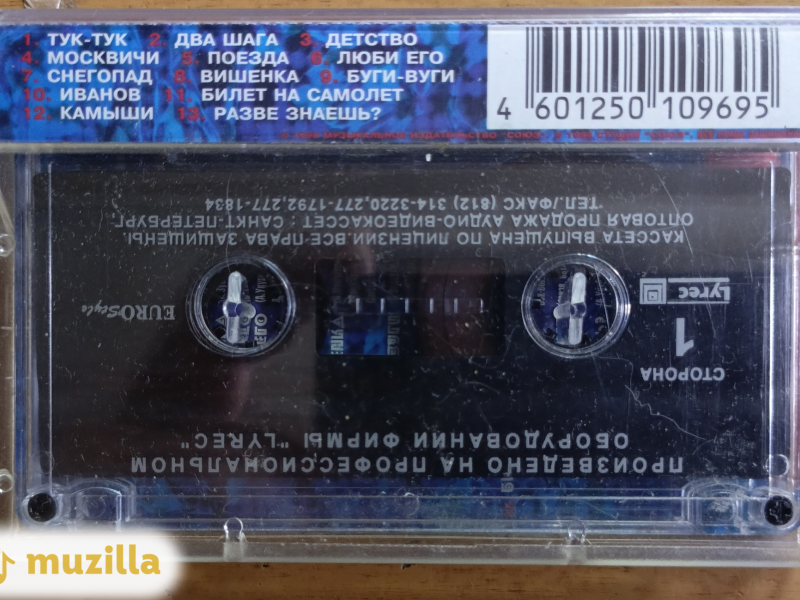 1. ТУК-ТУК 2. ДВА ШАГА 3. ДЕТСТВО
4. МОСКВИЧИ 5. ПОЕЗДА 6. ЛЮБИ ЕГО
7. СНЕГОПАД 8. ВИШЕНКА 9. БУГИ-ВУГИ
10. ИВАНОВ 11. БИЛЕТ НА САМОЛЕТ
12. КАМЫШИ 13. РАЗВЕ ЗНАЕШЬ?
4 601250 109695
ПРОИЗВЕДЕНО НА ПРОФЕССИОНАЛЬНОМ
ОБОРУДОВАНИИ ФИРМЫ "LYREC"
СТОРОНА
1
Lyrec
EUROStyle
КАССЕТА ВЫПУЩЕНА ПО ЛИЦЕНЗИИ.ВСЕ ПРАВА ЗАЩИЩЕНЫ.
ОПТОВАЯ ПРОДАЖА АУДИО-ВИДЕОКАССЕТ : САНКТ-ПЕТЕРБУРГ,
ТЕЛ./ФАКС (812) 314-3220,277-1792,277-1834
muzilla